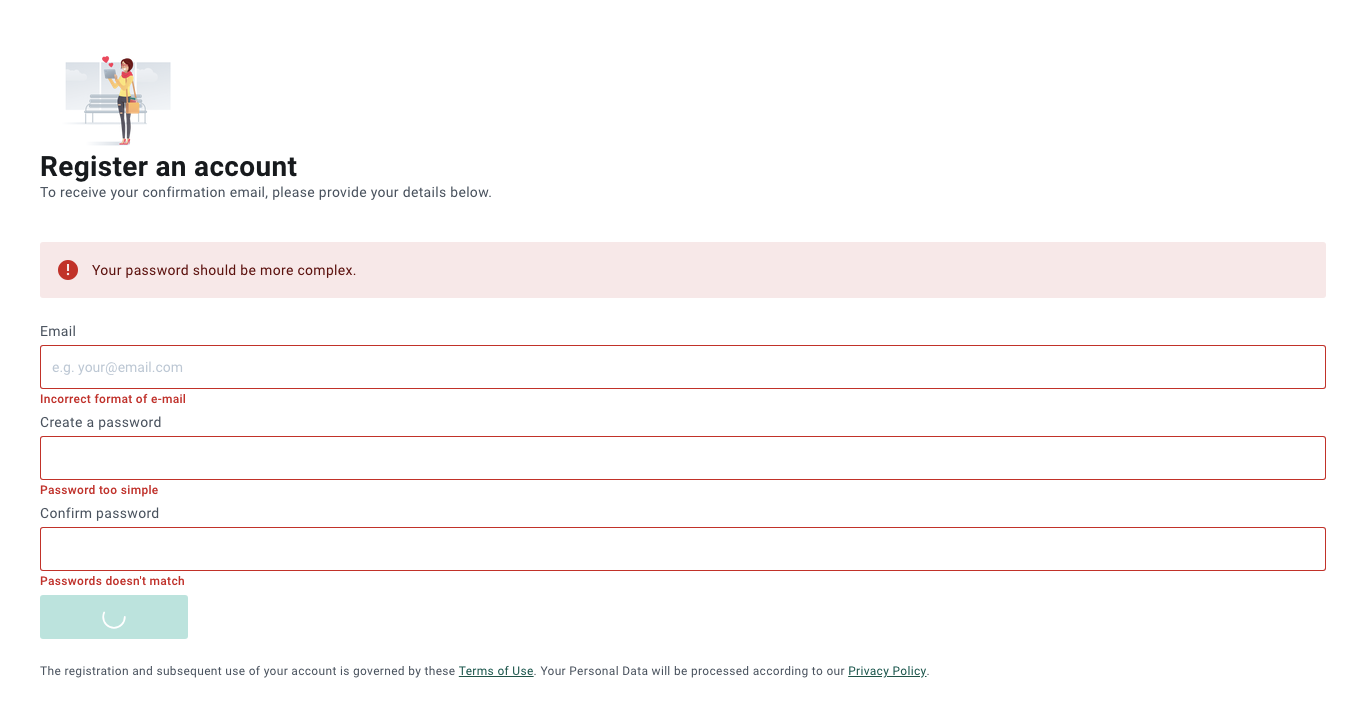 Register an account
To receive your confirmation email, please provide your details below.
Your password should be more complex.
Email
e.g. your@email.com
Incorrect format of e-mail
Create a password
Password too simple
Confirm password
Passwords doesn't match
The registration and subsequent use of your account is governed by these Terms of Use. Your Personal Data will be processed according to our Privacy Policy.